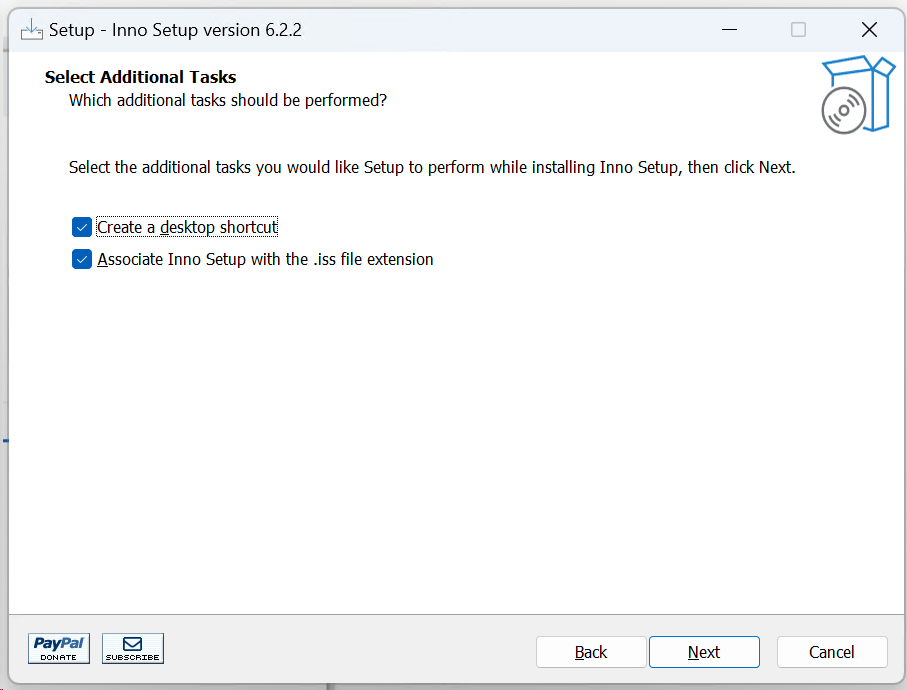 Setup - Inno Setup version 6.2.2
Select Additional Tasks
Which additional tasks should be performed?
Select the additional tasks you would like Setup to perform while installing Inno Setup, then click Next.
Create a desktop shortcut
Associate Inno Setup with the .iss file extension
PayPal
DONATE
SUBSCRIBE
Back
Next
Cancel